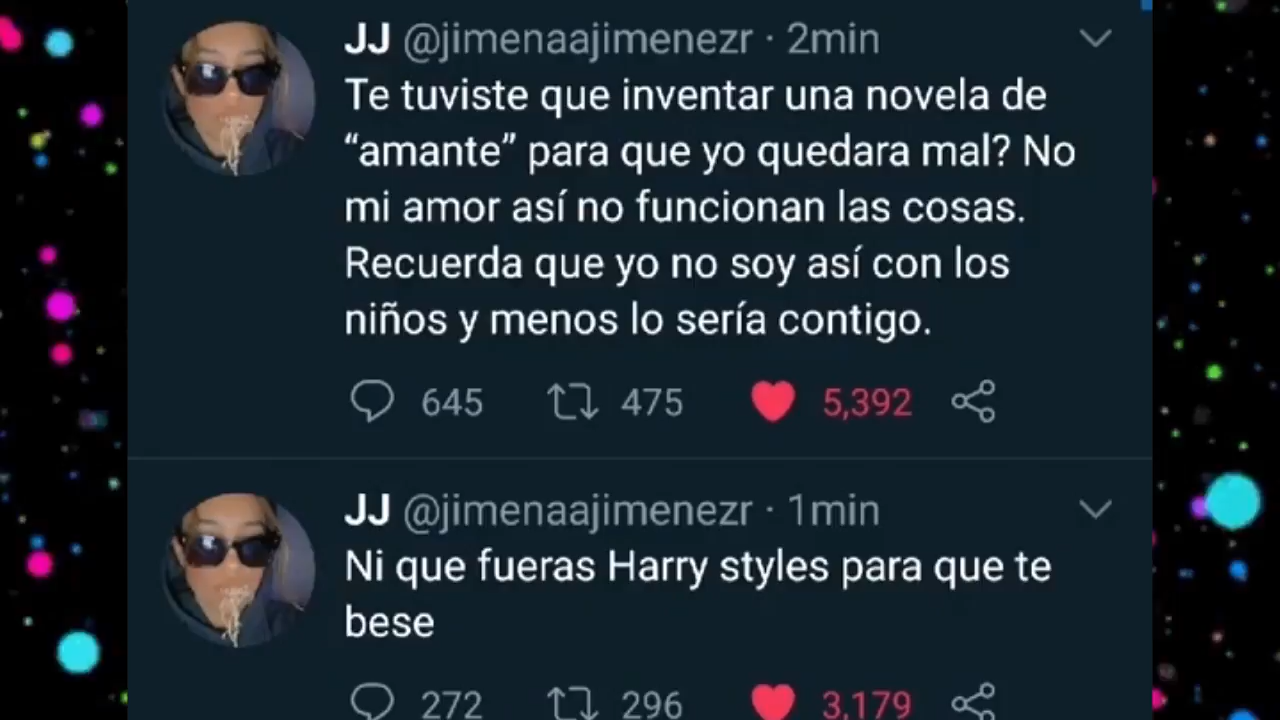 JJ @jimenaajimenezr · 2min
Te tuviste que inventar una novela de
“amante” para que yo quedara mal? No
mi amor así no funcionan las cosas.
Recuerda que yo no soy así con los
niños y menos lo sería contigo.
645 475 5,392
JJ @jimenaajimenezr · 1min
Ni que fueras Harry styles para que te
bese
272 296 3,179